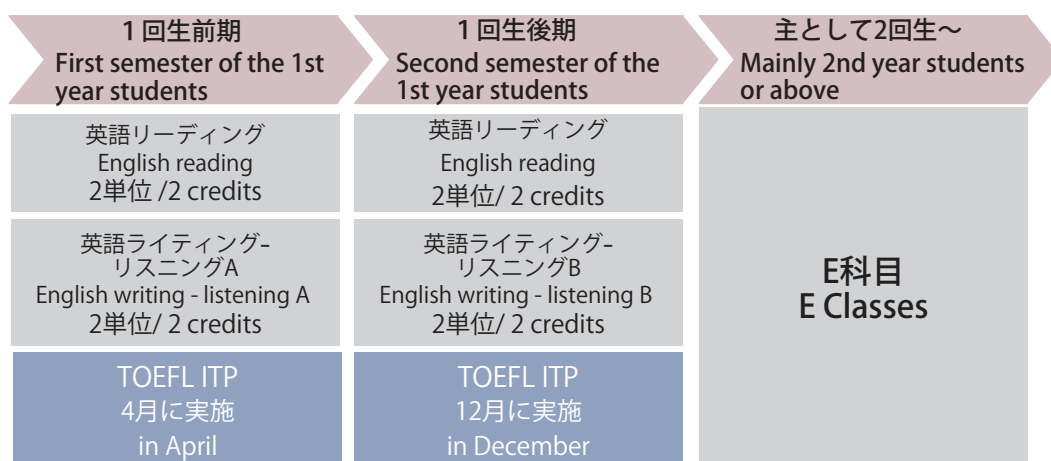 1回生前期
First semester of the 1st
year students
英語リーディング
English reading
2単位 /2 credits
英語ライティング–
リスニングA
English writing - listening A
2単位/ 2 credits
TOEFL ITP
4月に実施
in April
1回生後期
Second semester of the
1st year students
英語リーディング
English reading
2単位/ 2 credits
英語ライティング–
リスニングB
English writing - listening B
2単位/ 2 credits
TOEFL ITP
12月に実施
in December
主として2回生～
Mainly 2nd year students
or above
E科目
E Classes